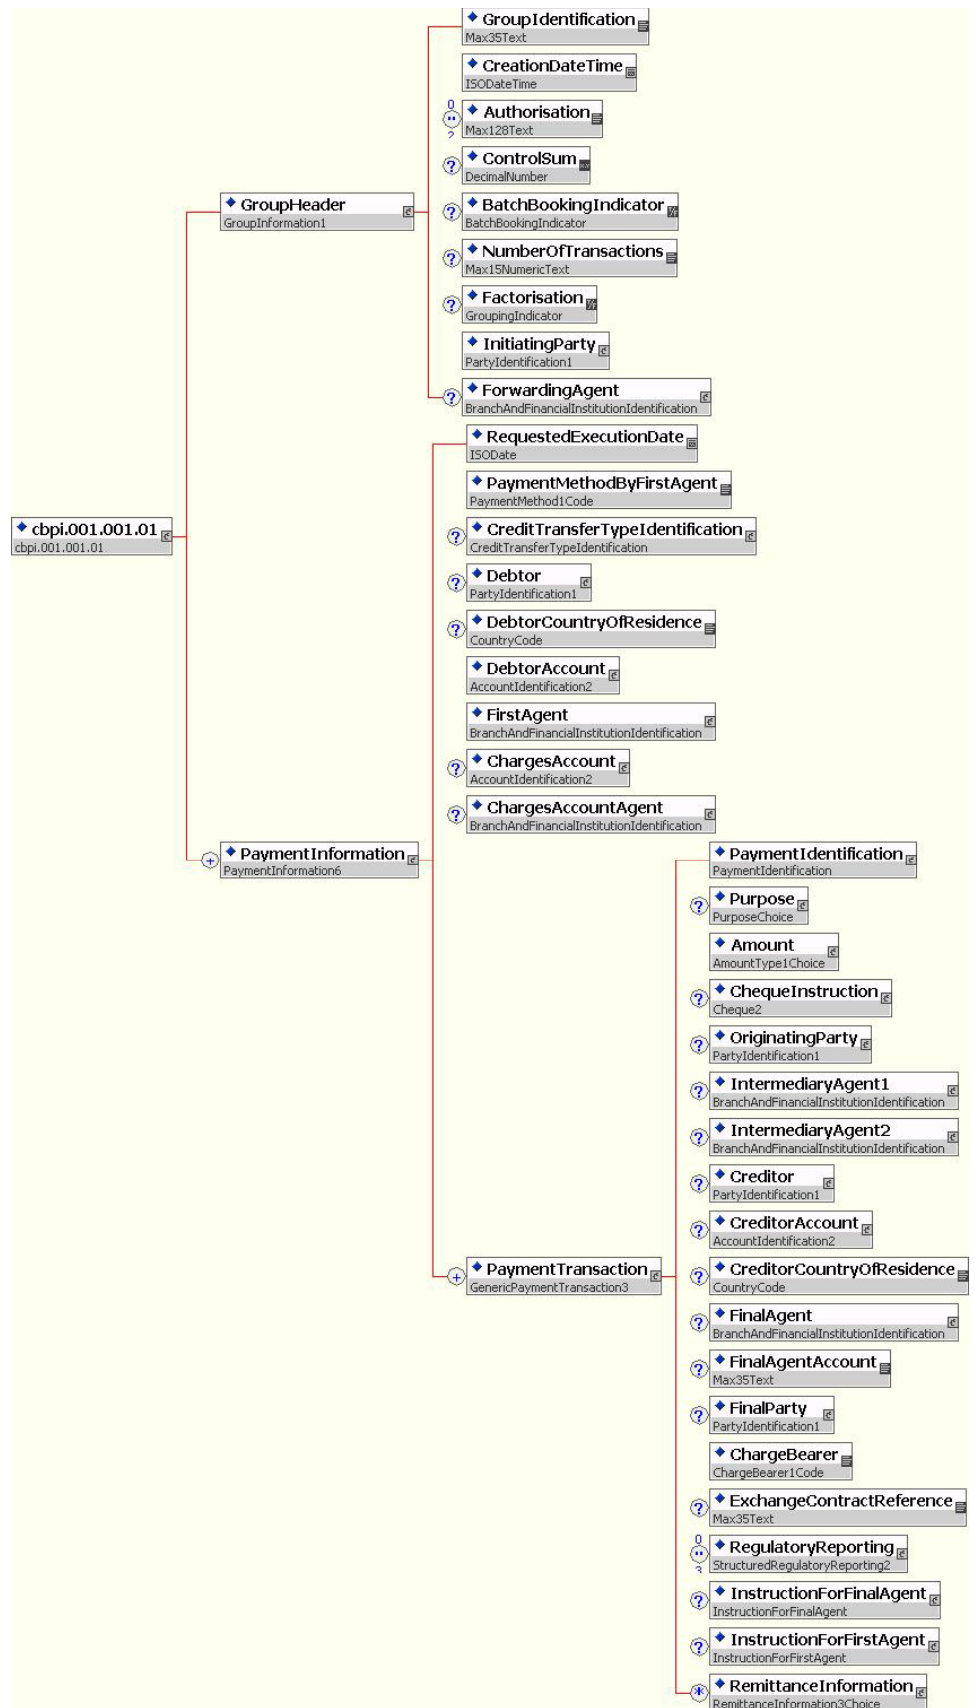 GroupIdentification
Max35Text
CreationDateTime
ISODateTime
0
..
2
Authorisation
Max128Text
?
ControlSum
DecimalNumber
GroupHeader
GroupInformation1
?
BatchBookingIndicator
BatchBookingIndicator
?
NumberOfTransactions
Max15NumericText
?
Factorisation
GroupingIndicator
InitiatingParty
PartyIdentification1
?
ForwardingAgent
BranchAndFinancialInstitutionIdentification
RequestedExecutionDate
ISODate
PaymentMethodByFirstAgent
PaymentMethod1Code
cbpi.001.001.01
cbpi.001.001.01
?
CreditTransferTypeIdentification
CreditTransferTypeIdentification
?
Debtor
PartyIdentification1
?
DebtorCountryOfResidence
CountryCode
DebtorAccount
AccountIdentification2
FirstAgent
BranchAndFinancialInstitutionIdentification
?
ChargesAccount
AccountIdentification2
?
ChargesAccountAgent
BranchAndFinancialInstitutionIdentification
+
PaymentInformation
PaymentInformation6
PaymentIdentification
PaymentIdentification
?
Purpose
PurposeChoice
Amount
AmountType1Choice
?
ChequeInstruction
Cheque2
?
OriginatingParty
PartyIdentification1
?
IntermediaryAgent1
BranchAndFinancialInstitutionIdentification
?
IntermediaryAgent2
BranchAndFinancialInstitutionIdentification
?
Creditor
PartyIdentification1
?
CreditorAccount
AccountIdentification2
+
PaymentTransaction
GenericPaymentTransaction3
?
CreditorCountryOfResidence
CountryCode
?
FinalAgent
BranchAndFinancialInstitutionIdentification
?
FinalAgentAccount
Max35Text
?
FinalParty
PartyIdentification1
ChargeBearer
ChargeBearer1Code
?
ExchangeContractReference
Max35Text
0
..
3
RegulatoryReporting
StructuredRegulatoryReporting2
?
InstructionForFinalAgent
InstructionForFinalAgent
?
InstructionForFirstAgent
InstructionForFirstAgent
*
RemittanceInformation
RemittanceInformation3Choice